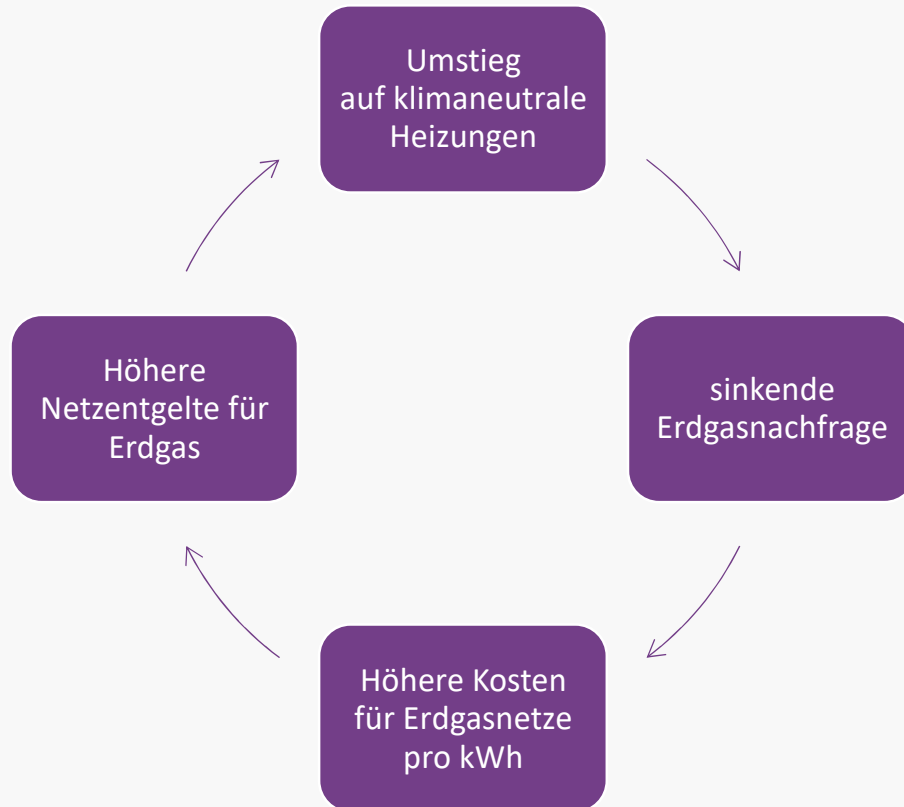 Umstieg
auf klimaneutrale
Heizungen
sinkende
Erdgasnachfrage
Höhere Kosten
für Erdgasnetze
pro kWh
Höhere
Netzentgelte für
Erdgas